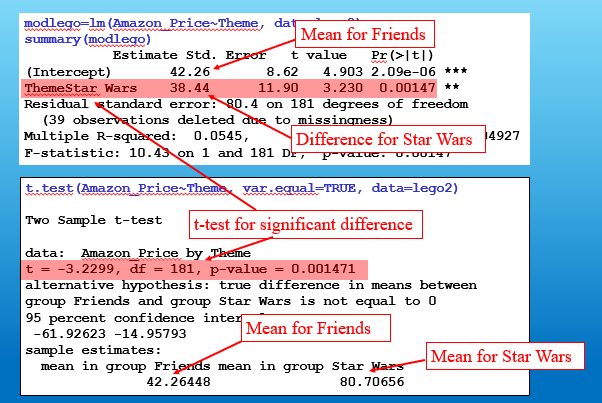 modlego=lm(Amazon_Price~Theme, dat
summary(modlego)
Mean for Friends
Estimate Std. Error t value Pr(>|t|)
(Intercept) 42.26 8.62 4.903 2.09e-06 ***
ThemeStar Wars 38.44 11.90 3.230 0.00147 **
Residual standard error: 80.4 on 181 degrees of freedom
(39 observations deleted due to missingness)
Multiple R-squared: 0.0545, 04927
Difference for Star Wars
F-statistic: 10.43 on 1 and 181 DF, p-value: 0.00147
t.test(Amazon_Price~Theme, var.equal=TRUE, data=lego2)
Two Sample t-test
t-test for significant difference
data: Amazon_Price by Theme
t = -3.2299, df = 181, p-value = 0.001471
alternative hypothesis: true difference in means between
group Friends and group Star Wars is not equal to 0
95 percent confidence inter
Mean for Friends
-61.92623 -14.95793
sample estimates:
Mean for Star Wars
mean in group Friends mean in group Star Wars
42.26448 80.70656